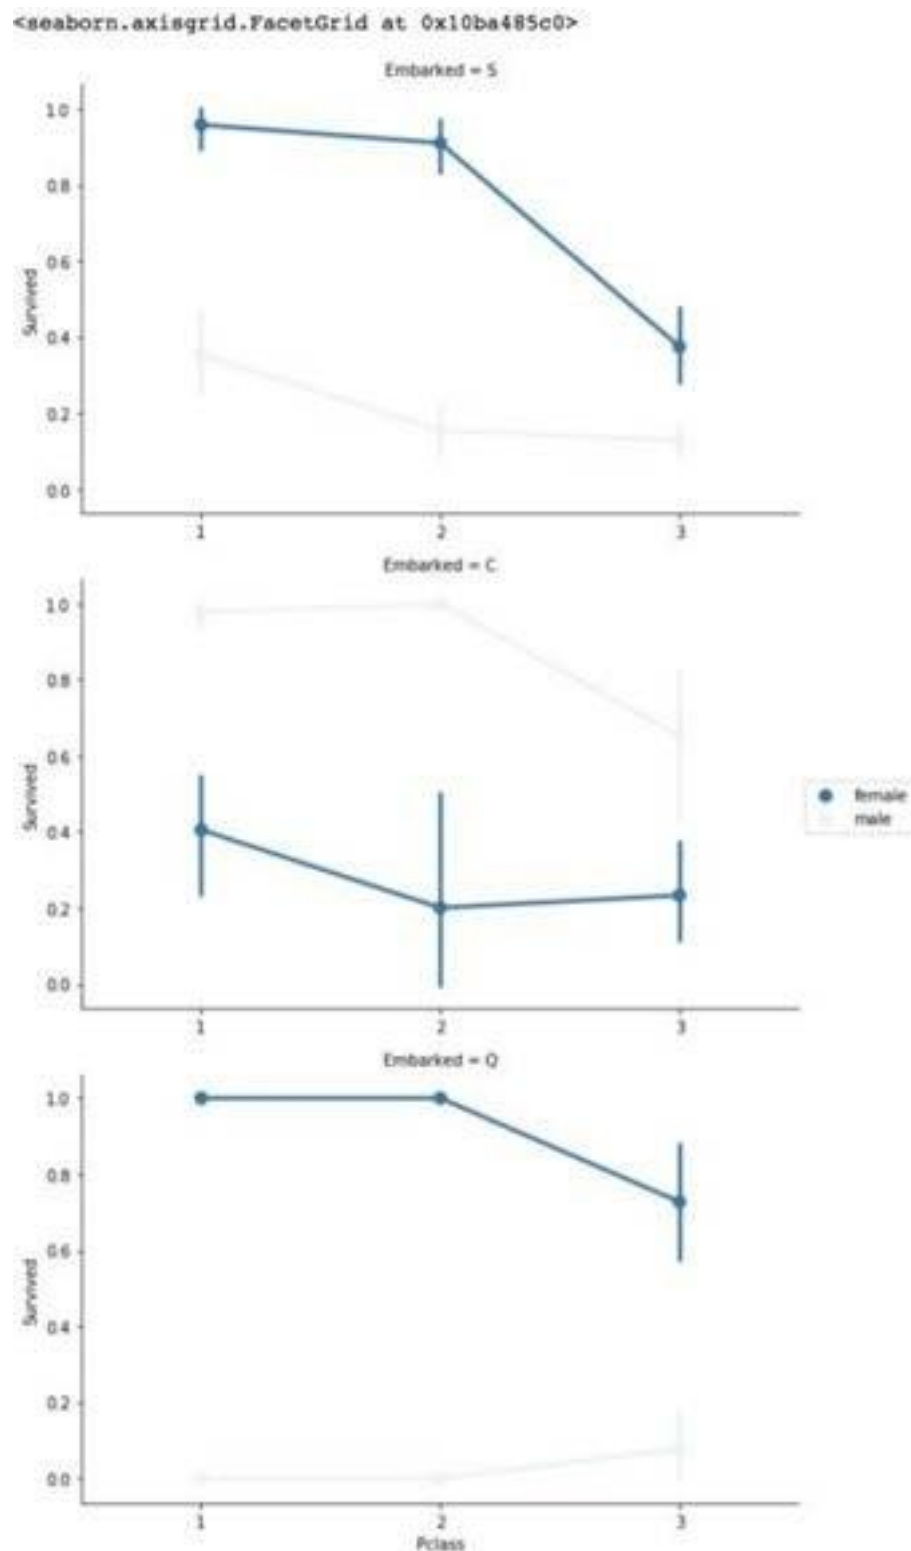 <seaborn.axisgrid.FacetGrid at 0x10ba485c0>
Embarked = S
1.0
0.8
0.6
0.4
0.2
0.0
Survived
1 2 3
Embarked = C
1.0
0.8
0.6
0.4
0.2
0.0
Survived
1 2 3
female
male
Embarked = Q
1.0
0.8
0.6
0.4
0.2
0.0
Survived
1 2 3
Pclass